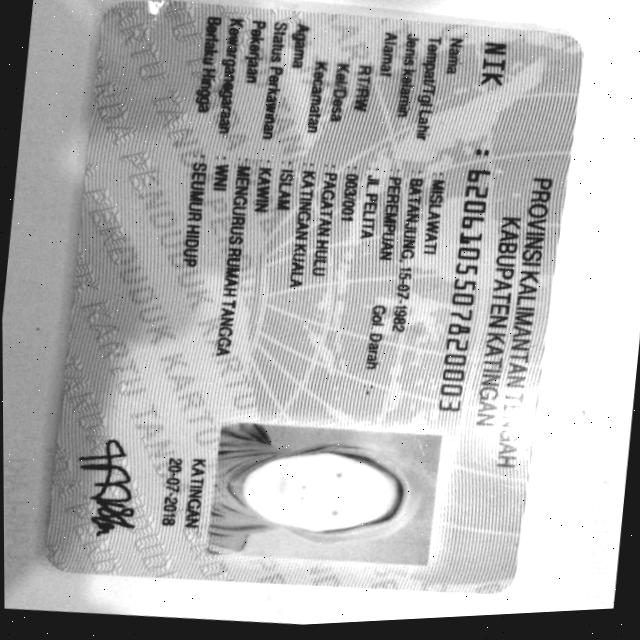 PROVINSI KALIMANTAN TENGAH
KABUPATEN KATINGAN
NIK : 6206105507820003
Nama : MISLAWATI
Tempat/Tgl Lahir : BATANJUNG, 15-07-1982
Jenis kelamin : PEREMPUAN Gol. Darah : -
Alamat : JL PELITA
RT/RW : 000/001
Kel/Desa : PAGATAN HULU
Kecamatan : KATINGAN KUALA
Agama : ISLAM
Status Perkawinan : KAWIN
Pekerjaan : MENGURUS RUMAH TANGGA
Kewarganegaraan : WNI
Berlaku Hingga : SEUMUR HIDUP
KATINGAN
20-07-2018